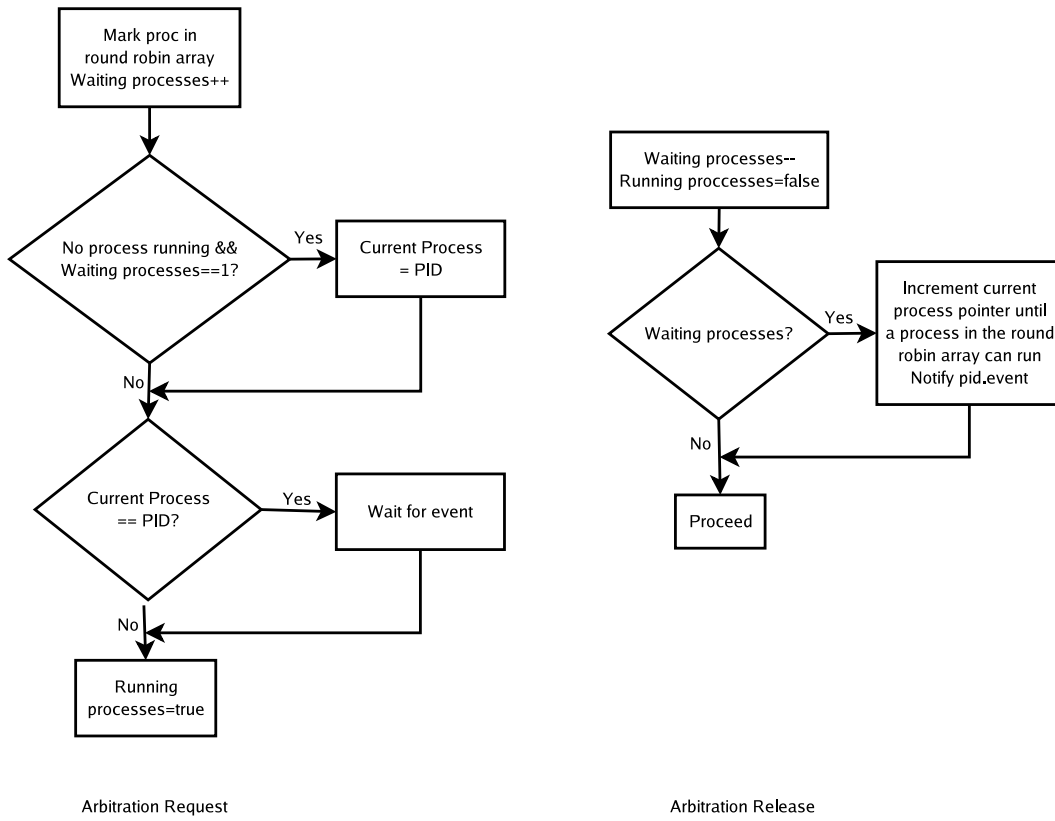 Mark proc in
round robin array
Waiting processes++
No process running &&
Waiting processes==1?
Yes
Current Process
= PID
No
Current Process
== PID?
Yes
Wait for event
No
Running
processes=true
Arbitration Request
Waiting processes--
Running proccesses=false
Waiting processes?
Yes
Increment current
process pointer until
a process in the round
robin array can run
Notify pid.event
No
Proceed
Arbitration Release